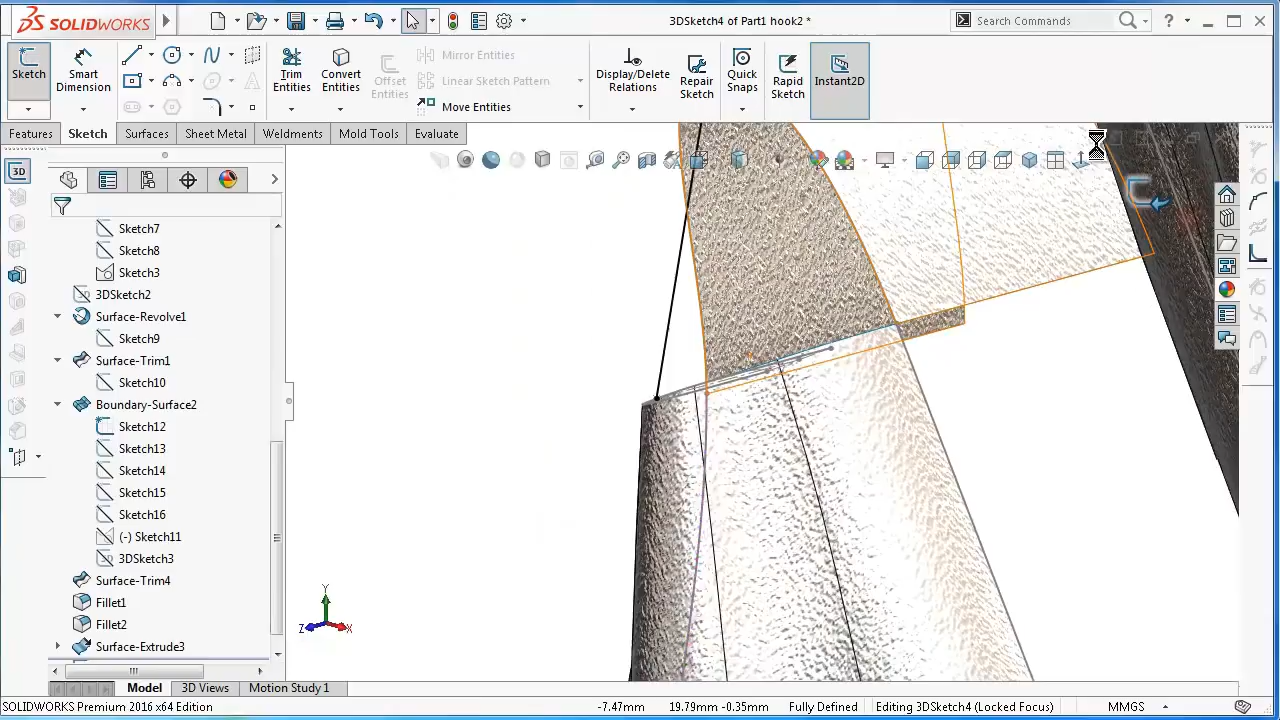 SOLIDWORKS
3DSketch4 of Part1 hook2 *
Search Commands
?
Sketch
Smart Dimension
Trim Entities
Convert Entities
Offset Entities
Mirror Entities
Linear Sketch Pattern
Move Entities
Display/Delete Relations
Repair Sketch
Quick Snaps
Rapid Sketch
Instant2D
Features
Sketch
Surfaces
Sheet Metal
Weldments
Mold Tools
Evaluate
3D
Sketch7
Sketch8
Sketch3
3DSketch2
Surface-Revolve1
Sketch9
Surface-Trim1
Sketch10
Boundary-Surface2
Sketch12
Sketch13
Sketch14
Sketch15
Sketch16
(-) Sketch11
3DSketch3
Surface-Trim4
Fillet1
Fillet2
Surface-Extrude3
Y
Z
X
Model
3D Views
Motion Study 1
SOLIDWORKS Premium 2016 x64 Edition
-7.47mm
19.79mm -0.35mm
Fully Defined
Editing 3DSketch4 (Locked Focus)
MMGS